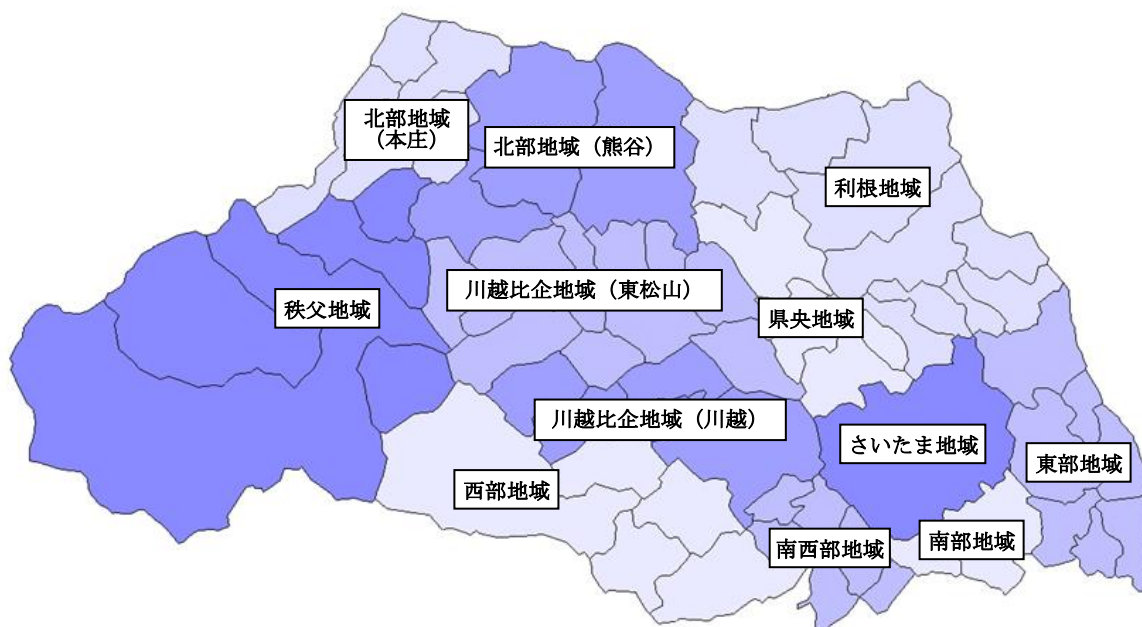 北部地域
（本庄）
北部地域（熊谷）
利根地域
川越比企地域（東松山）
秩父地域
県央地域
川越比企地域（川越）
さいたま地域
東部地域
西部地域
南西部地域
南部地域